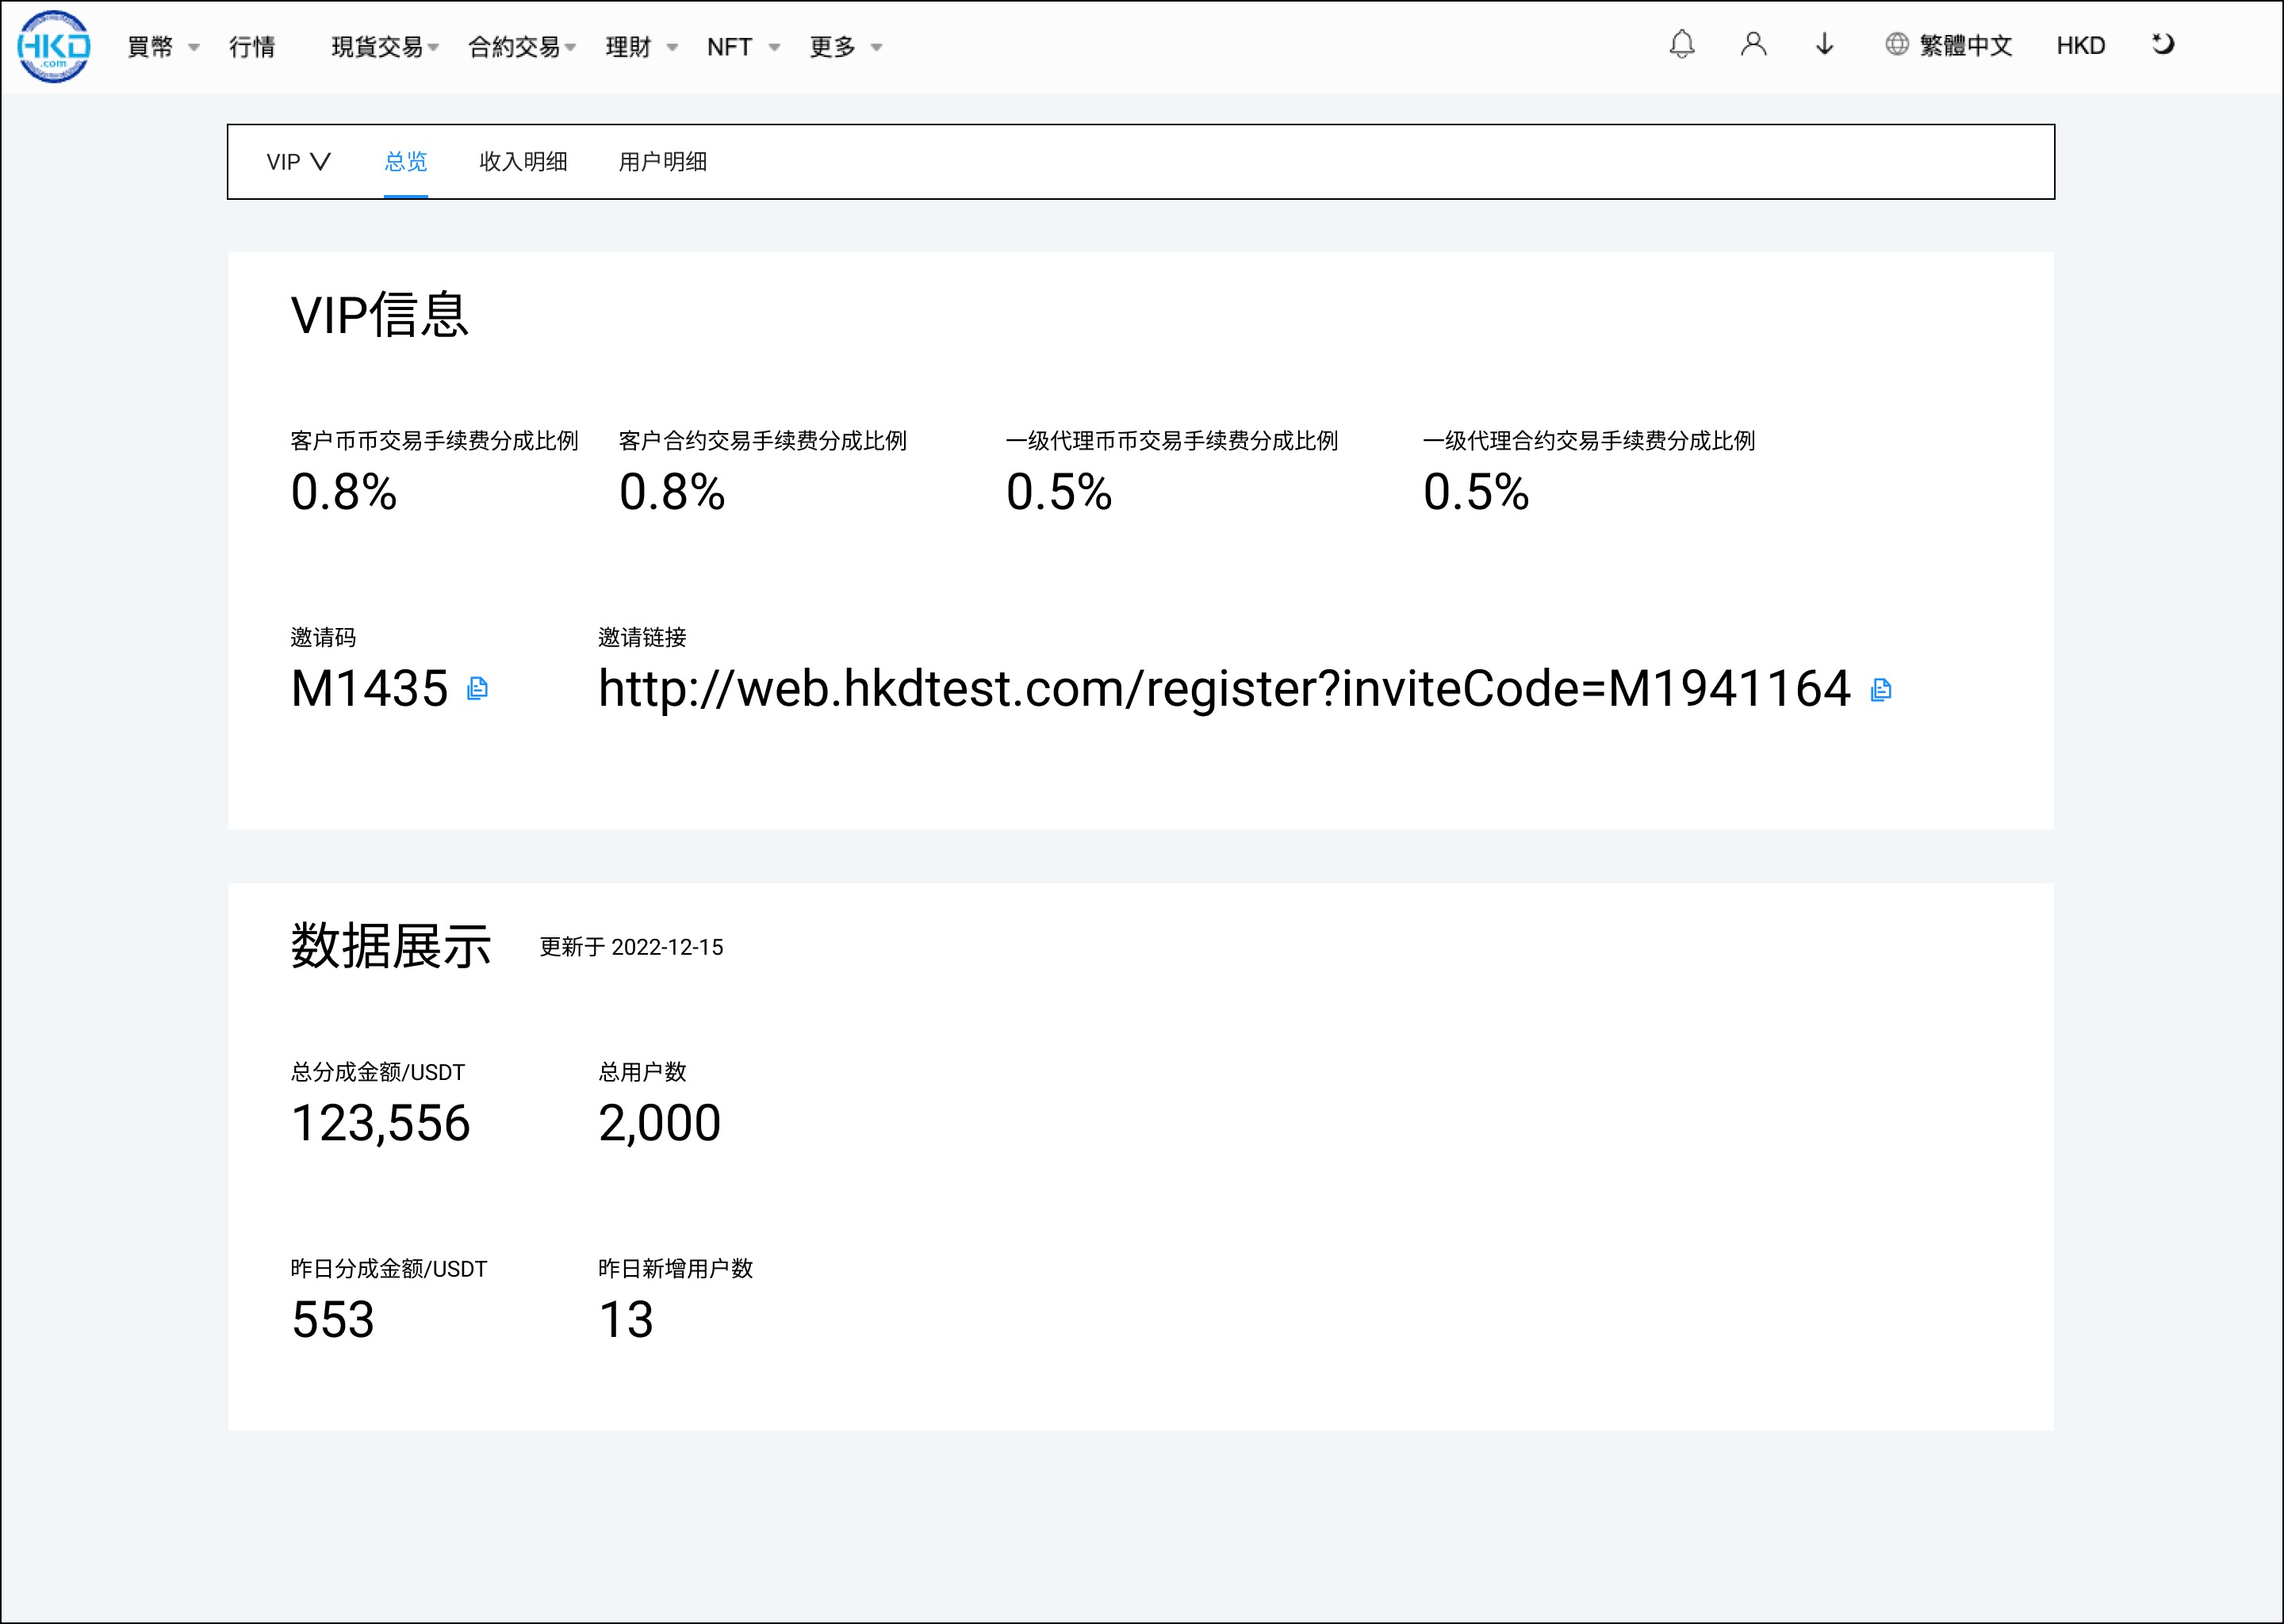 HKD
.com
買幣 行情 現貨交易 合約交易 理財 NFT 更多 繁體中文 HKD
VIP 总览 收入明细 用户明细
VIP信息
客户币币交易手续费分成比例 客户合约交易手续费分成比例 一级代理币币交易手续费分成比例 一级代理合约交易手续费分成比例
0.8% 0.8% 0.5% 0.5%
邀请码 邀请链接
M1435 http://web.hkdtest.com/register?inviteCode=M1941164
数据展示 更新于 2022-12-15
总分成金额/USDT 总用户数
123,556 2,000
昨日分成金额/USDT 昨日新增用户数
553 13